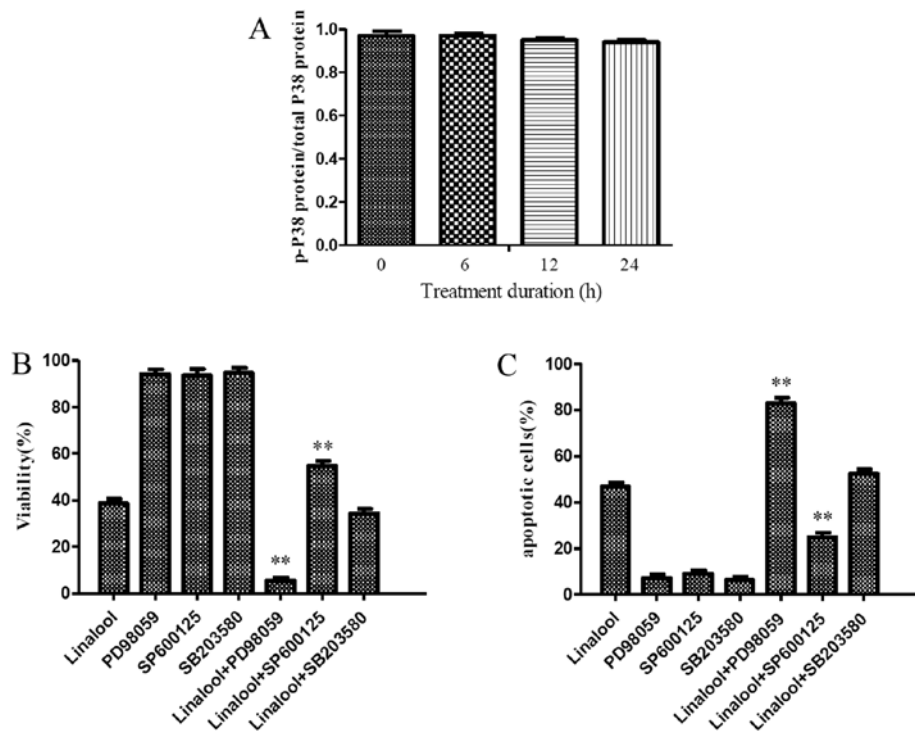 A
p-P38 protein/total P38 protein
1.0
0.8
0.6
0.4
0.2
0.0
0 6 12 24
Treatment duration (h)
B
Viability(%)
100
80
60
40
20
0
**
**
Linalool
PD98059
SP600125
SB203580
Linalool+PD98059
Linalool+SP600125
Linalool+SB203580
C
apoptotic cells(%)
100
80
60
40
20
0
**
**
Linalool
PD98059
SP600125
SB203580
Linalool+PD98059
Linalool+SP600125
Linalool+SB203580